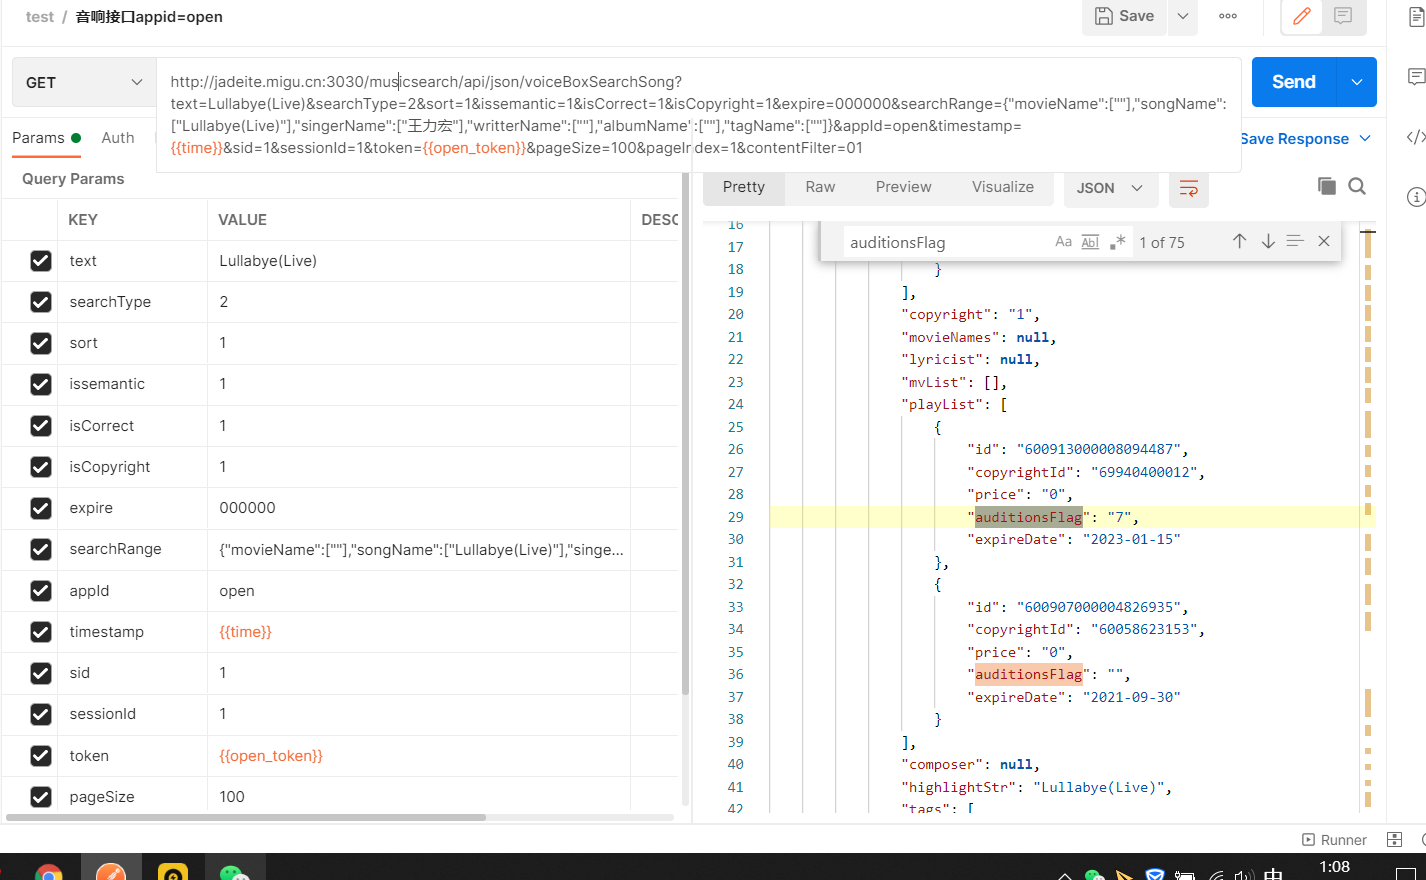 test / 音响接口appid=open
Save
GET
http://jadeite.migu.cn:3030/musicsearch/api/json/voiceBoxSearchSong?
text=Lullabye(Live)&searchType=2&sort=1&issemantic=1&isCorrect=1&isCopyright=1&expire=000000&searchRange={"movieName":[""],"songName":
["Lullabye(Live)"],"singerName":["王力宏"],"writterName":[""],"albumName":[""],"tagName":[""]}&appId=open&timestamp=
{{time}}&sid=1&sessionId=1&token={{open_token}}&pageSize=100&pageIndex=1&contentFilter=01
Send
Params
Auth
Save Response
Query Params
KEY VALUE DESC
text Lullabye(Live)
searchType 2
sort 1
issemantic 1
isCorrect 1
isCopyright 1
expire 000000
searchRange {"movieName":[""],"songName":["Lullabye(Live)"],"singe...
appId open
timestamp {{time}}
sid 1
sessionId 1
token {{open_token}}
pageSize 100
Pretty Raw Preview Visualize JSON
auditionsFlag Aa Abl .* 1 of 75
16
17
18 }
19 ],
20 "copyright": "1",
21 "movieNames": null,
22 "lyricist": null,
23 "mvList": [],
24 "playList": [
25 {
26 "id": "600913000008094487",
27 "copyrightId": "69940400012",
28 "price": "0",
29 "auditionsFlag": "7",
30 "expireDate": "2023-01-15"
31 },
32 {
33 "id": "600907000004826935",
34 "copyrightId": "60058623153",
35 "price": "0",
36 "auditionsFlag": "",
37 "expireDate": "2021-09-30"
38 }
39 ],
40 "composer": null,
41 "highlightStr": "Lullabye(Live)",
42 "tags": [
Runner
中
1:08